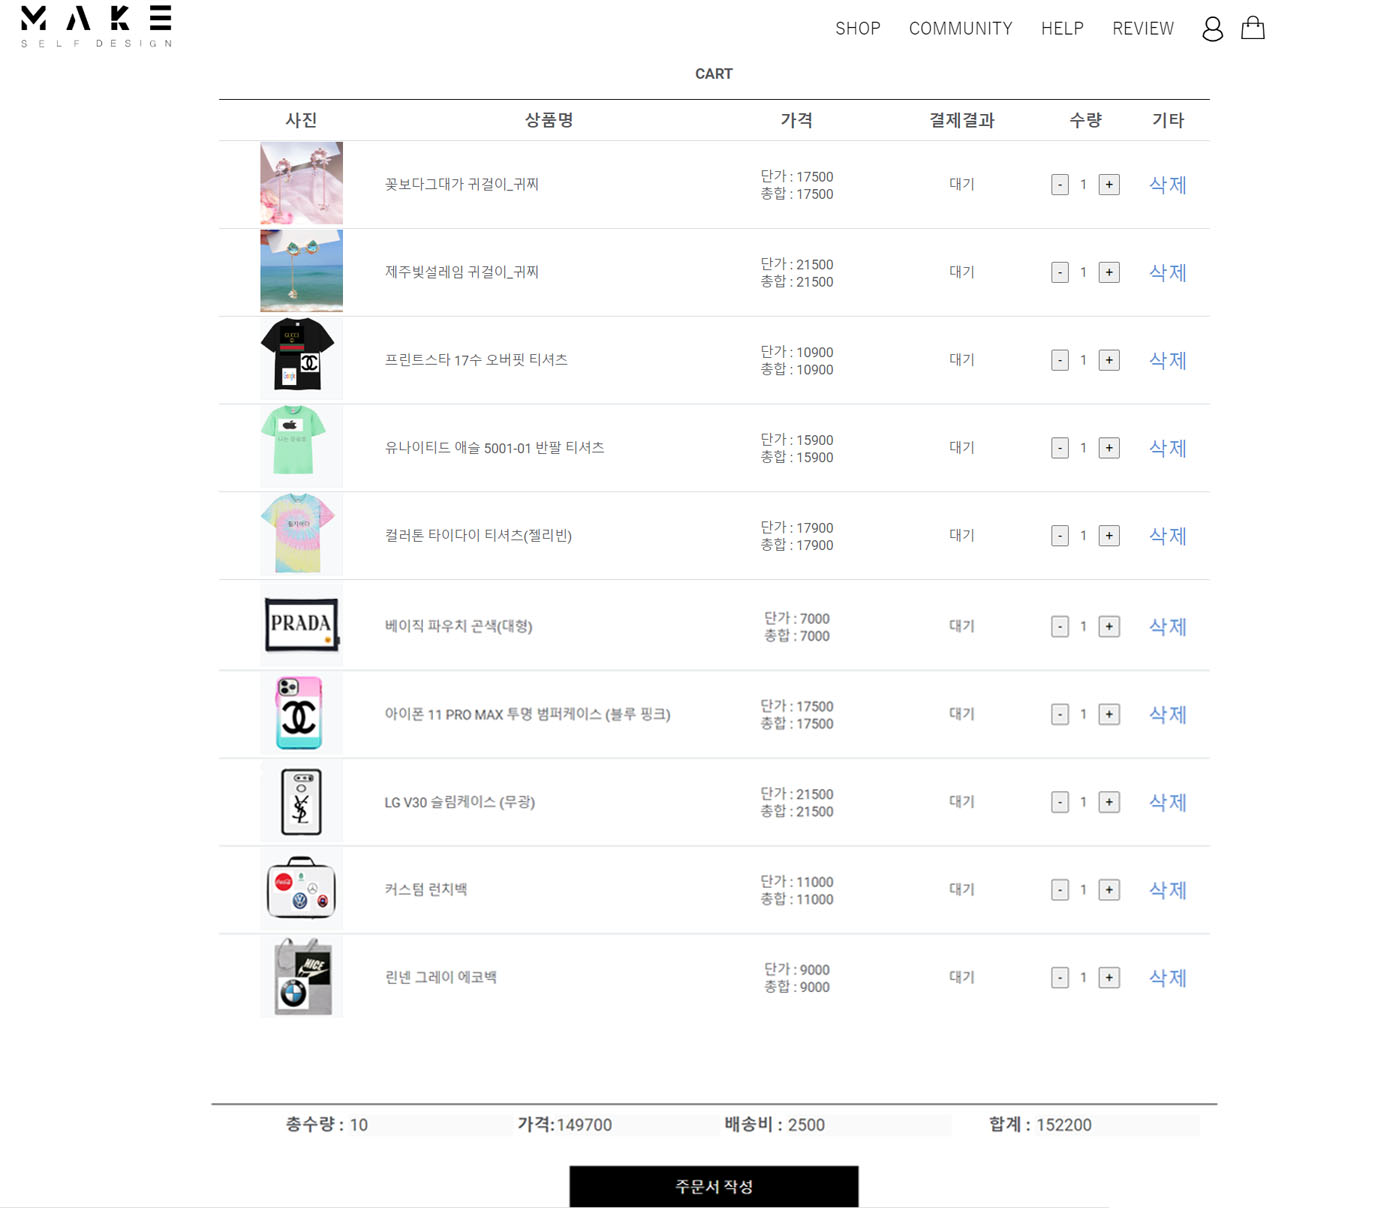 MAKE
SELF DESIGN
SHOP COMMUNITY HELP REVIEW
CART
사진 상품명 가격 결제결과 수량 기타
꽃보다그대가 귀걸이_귀찌
단가 : 17500
총합 : 17500
대기 - 1 + 삭제
제주빛설레임 귀걸이_귀찌
단가 : 21500
총합 : 21500
대기 - 1 + 삭제
GUCCI
Google
프린트스타 17수 오버핏 티셔츠
단가 : 10900
총합 : 10900
대기 - 1 + 삭제
유나이티드 애슬 5001-01 반팔 티셔츠
단가 : 15900
총합 : 15900
대기 - 1 + 삭제
컬러톤 타이다이 티셔츠(젤리빈)
단가 : 17900
총합 : 17900
대기 - 1 + 삭제
PRADA
베이직 파우치 곤색(대형)
단가 : 7000
총합 : 7000
대기 - 1 + 삭제
아이폰 11 PRO MAX 투명 범퍼케이스 (블루 핑크)
단가 : 17500
총합 : 17500
대기 - 1 + 삭제
YSL
LG V30 슬림케이스 (무광)
단가 : 21500
총합 : 21500
대기 - 1 + 삭제
Coca-Cola
커스텀 런치백
단가 : 11000
총합 : 11000
대기 - 1 + 삭제
NICE
BMW
린넨 그레이 에코백
단가 : 9000
총합 : 9000
대기 - 1 + 삭제
총수량 : 10 가격:149700 배송비 : 2500 합계 : 152200
주문서 작성